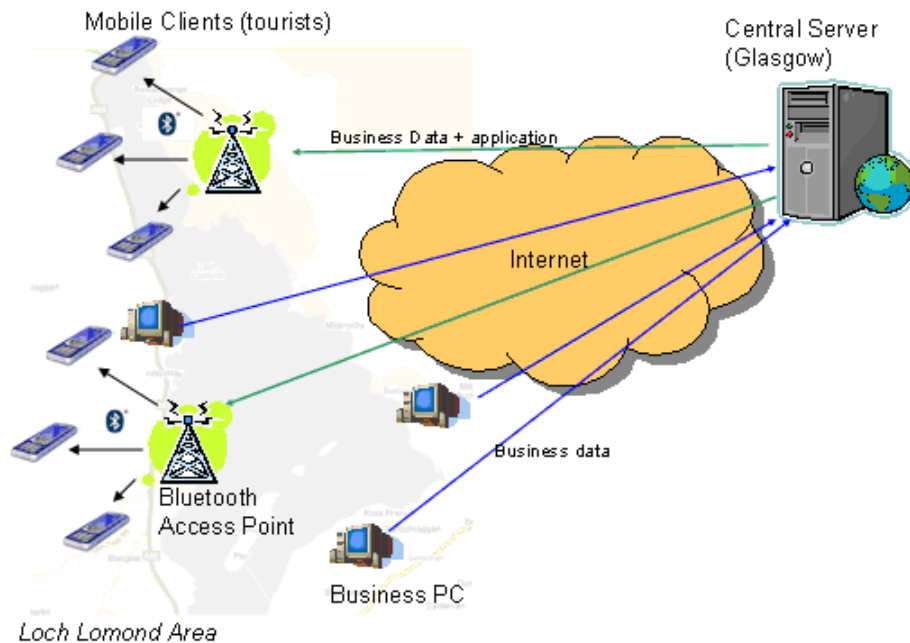 Mobile Clients (tourists)
Central Server
(Glasgow)
Business Data + application
Internet
Business data
Bluetooth
Access Point
Business PC
Loch Lomond Area